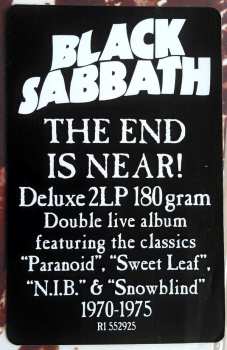 BLACK
SABBATH
THE END
IS NEAR!
Deluxe 2LP 180 gram
Double live album
featuring the classics
"Paranoid", "Sweet Leaf",
"N.I.B." & "Snowblind"
1970-1975
R1 552925